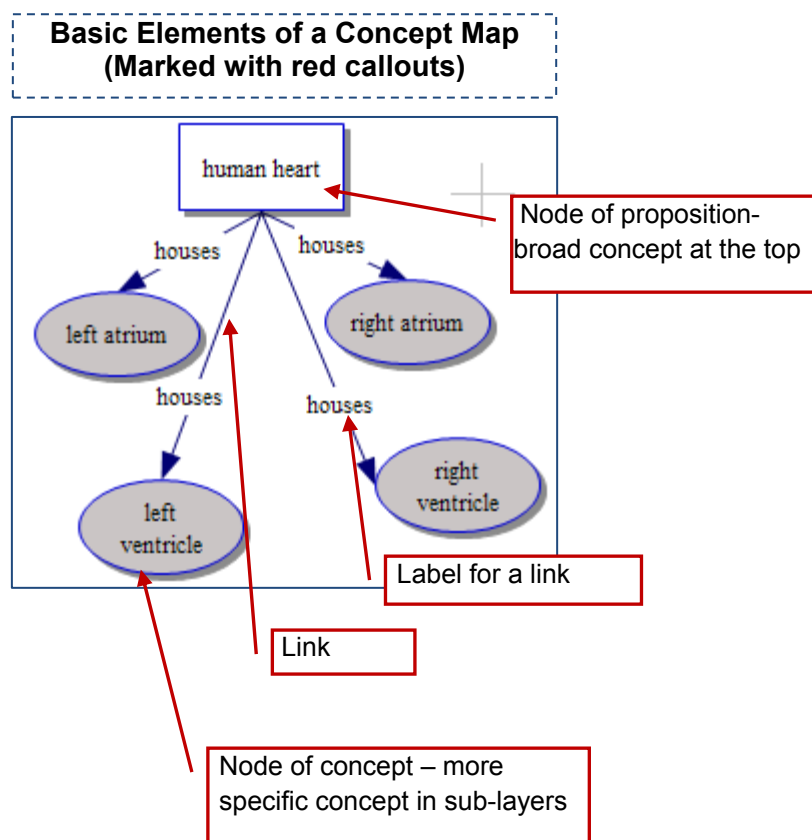 Basic Elements of a Concept Map
(Marked with red callouts)
human heart
Node of proposition-
broad concept at the top
houses
houses
left atrium
right atrium
houses
houses
right
ventricle
left
ventricle
Label for a link
Link
Node of concept – more
specific concept in sub-layers